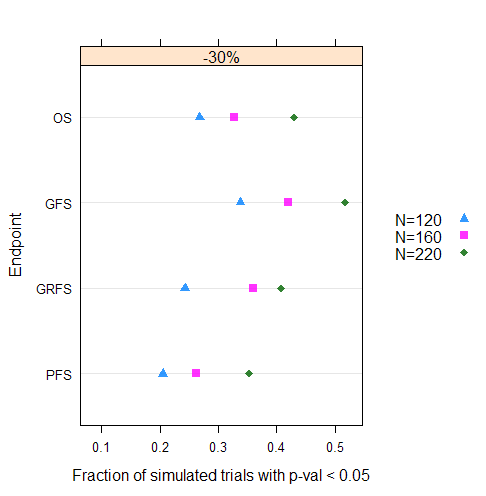 -30%
OS
GFS
GRFS
PFS
Endpoint
0.1 0.2 0.3 0.4 0.5
Fraction of simulated trials with p-val < 0.05
N=120
N=160
N=220